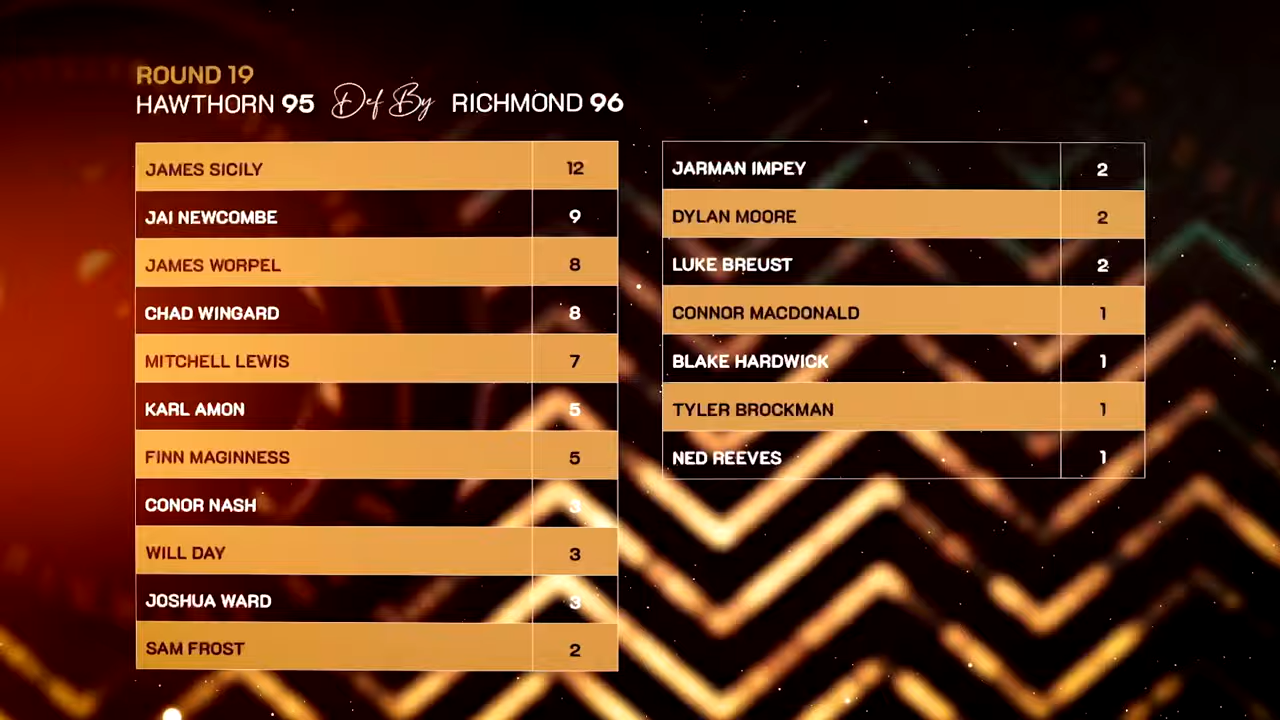 ROUND 19
HAWTHORN 95 Def By RICHMOND 96
JAMES SICILY 12
JAI NEWCOMBE 9
JAMES WORPEL 8
CHAD WINGARD 8
MITCHELL LEWIS 7
KARL AMON 5
FINN MAGINNESS 5
CONOR NASH 3
WILL DAY 3
JOSHUA WARD 3
SAM FROST 2
JARMAN IMPEY 2
DYLAN MOORE 2
LUKE BREUST 2
CONNOR MACDONALD 1
BLAKE HARDWICK 1
TYLER BROCKMAN 1
NED REEVES 1